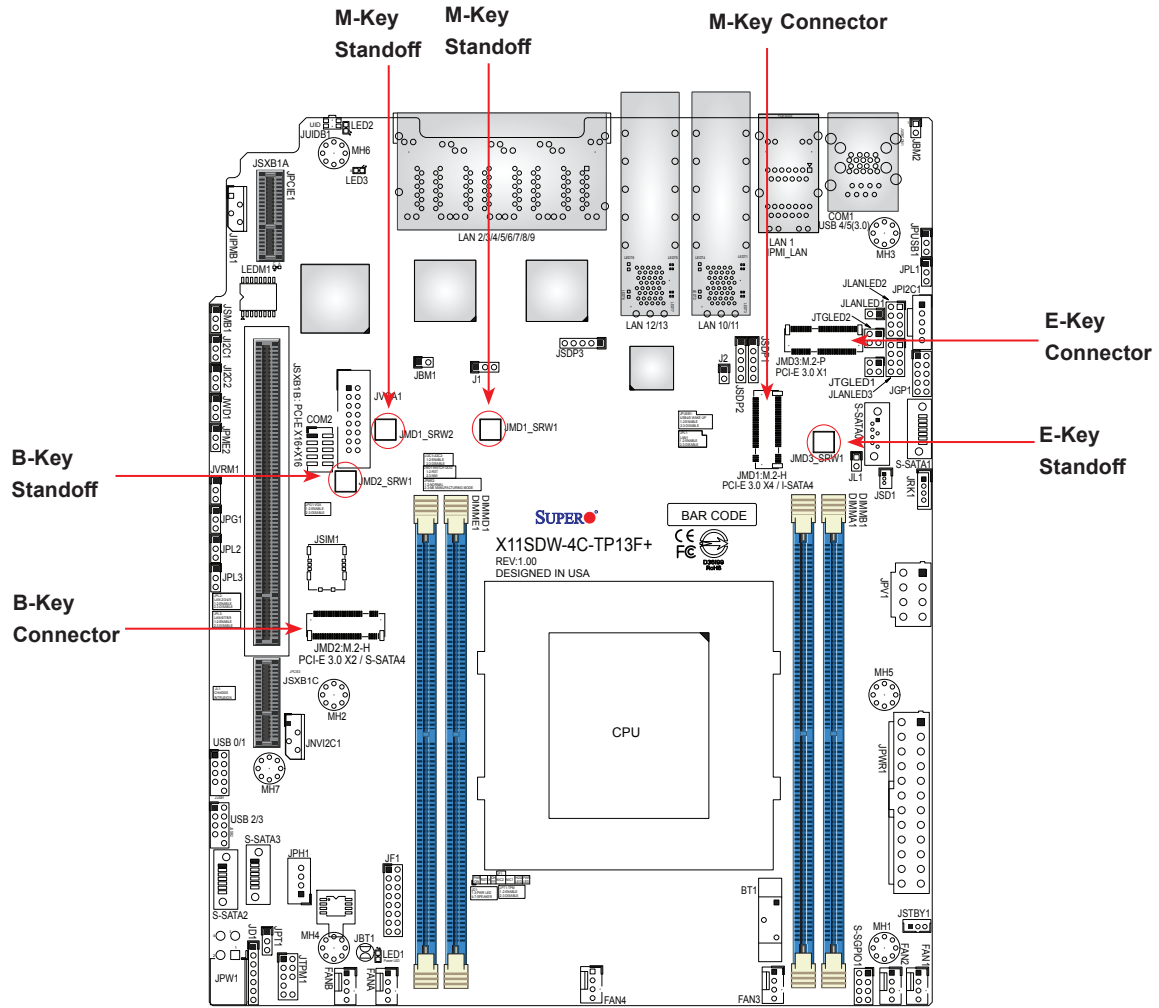 M-Key
Standoff
M-Key
Standoff
M-Key Connector
UID
LED2
JUIDB1
MH6
LED3
JSXB1A
JPCIE1
JPMB1
LEDM1
LAN 2/3/4/5/6/7/8/9
LAN 12/13
LAN 10/11
LAN 1
IPMI_LAN
COM1
USB 4/5(3.0)
MH3
JBM2
JPUSB1
JPL1
JPI2C1
JLANLED2
JLANLED1
JTGLED2
E-Key
Connector
JMD3:M.2-P
PCI-E 3.0 X1
JTGLED1
JLANLED3
JGP1
JSMB1
JI2C1
JI2C2
JWD1
JPME2
JSXB1B: PCI-E X16+X16
COM2
JBM1
J1
JSDP3
J2
JSDP1
JSDP2
JMD1_SRW2
JMD1_SRW1
JMD1:M.2-H
PCI-E 3.0 X4 / I-SATA4
JMD3_SRW1
S-SATA0
S-SATA1
JL1
JSD1
JRK1
E-Key
Standoff
B-Key
Standoff
JMD2_SRW1
JVRM1
JPG1
JPL2
JPL3
JSIM1
DIMME1
DIMMD1
SUPER
X11SDW-4C-TP13F+
REV:1.00
DESIGNED IN USA
BAR CODE
CE
FC
DIMMA1
DIMMB1
JPV1
B-Key
Connector
JMD2:M.2-H
PCI-E 3.0 X2 / S-SATA4
JSXB1C
MH2
MH5
CPU
JNVI2C1
USB 0/1
MH7
JPWR1
USB 2/3
S-SATA3
S-SATA2
JPH1
JF1
BT1
JSTBY1
JD1
JPT1
MH4
JBT1
LED1
JPW1
JTPM1
FANB
FANA
FAN4
FAN3
S-SGPIO1
MH1
FAN2
FAN1